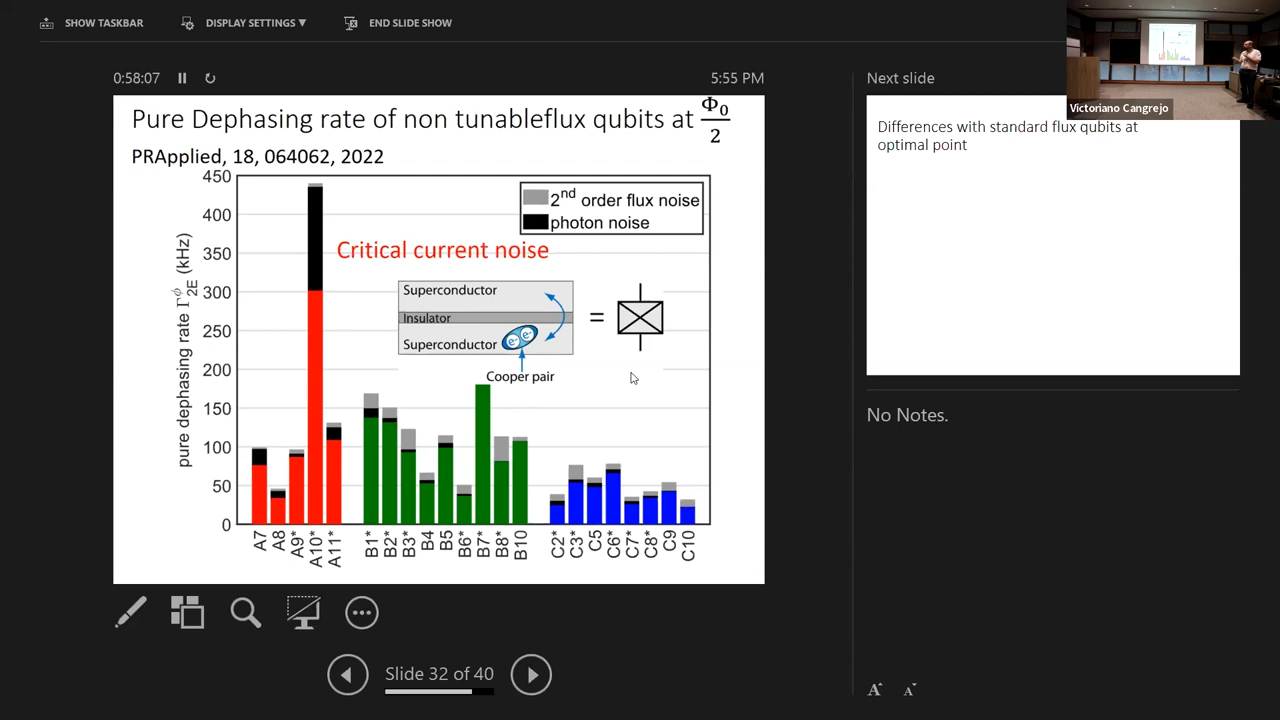 SHOW TASKBAR
DISPLAY SETTINGS ▼
END SLIDE SHOW
Victoriano Cangrejo
0:58:07
5:55 PM
Next slide
Pure Dephasing rate of non tunableflux qubits at Φ0/2
PRApplied, 18, 064062, 2022
450
400
350
300
250
200
150
100
50
0
pure dephasing rate Γ^ϕ_2E (kHz)
2nd order flux noise
photon noise
Critical current noise
Superconductor
Insulator
Superconductor
e-
e-
=
Cooper pair
A7
A8
A9*
A10*
A11*
B1*
B2*
B3*
B4
B5
B6*
B7*
B8*
B10
C2*
C3*
C5
C6*
C7*
C8*
C9
C10
Differences with standard flux qubits at
optimal point
No Notes.
Slide 32 of 40
A
A